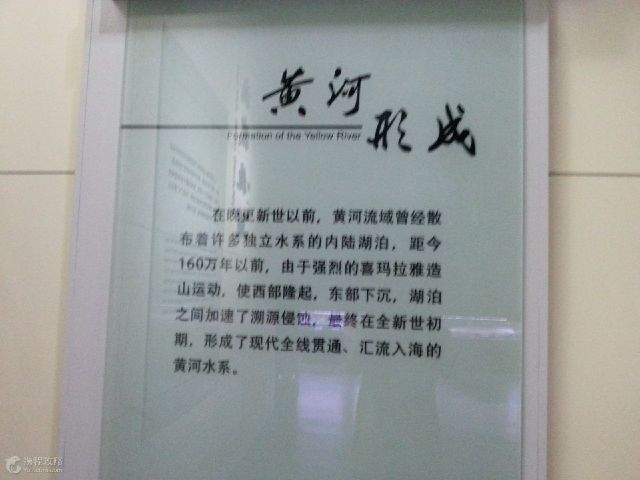 黄河
形成
Formation of the Yellow River
在晚更新世以前，黄河流域曾经散
布着许多独立水系的内陆湖泊，距今
160万年以前，由于强烈的喜玛拉雅造
山运动，使西部隆起，东部下沉，湖泊
之间加速了溯源侵蚀，最终在全新世初
期，形成了现代全线贯通、汇流入海的
黄河水系。
携程攻略